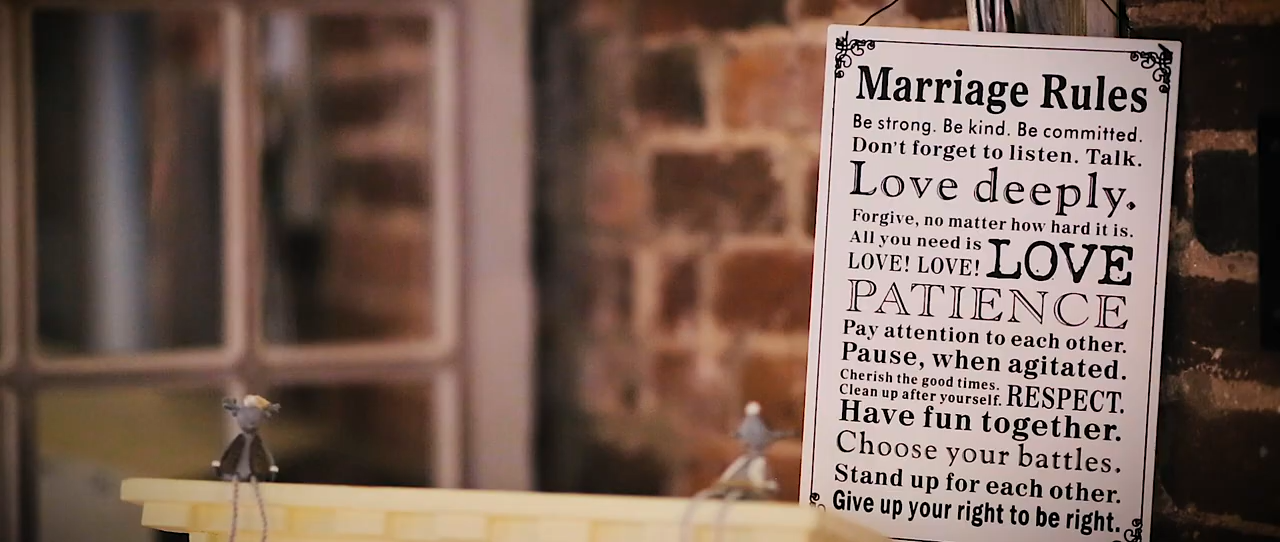 Marriage Rules
Be strong. Be kind. Be committed.
Don't forget to listen. Talk.
Love deeply.
Forgive, no matter how hard it is.
All you need is LOVE
LOVE! LOVE!
PATIENCE
Pay attention to each other.
Pause, when agitated.
Cherish the good times.
Clean up after yourself. RESPECT.
Have fun together.
Choose your battles.
Stand up for each other.
Give up your right to be right.